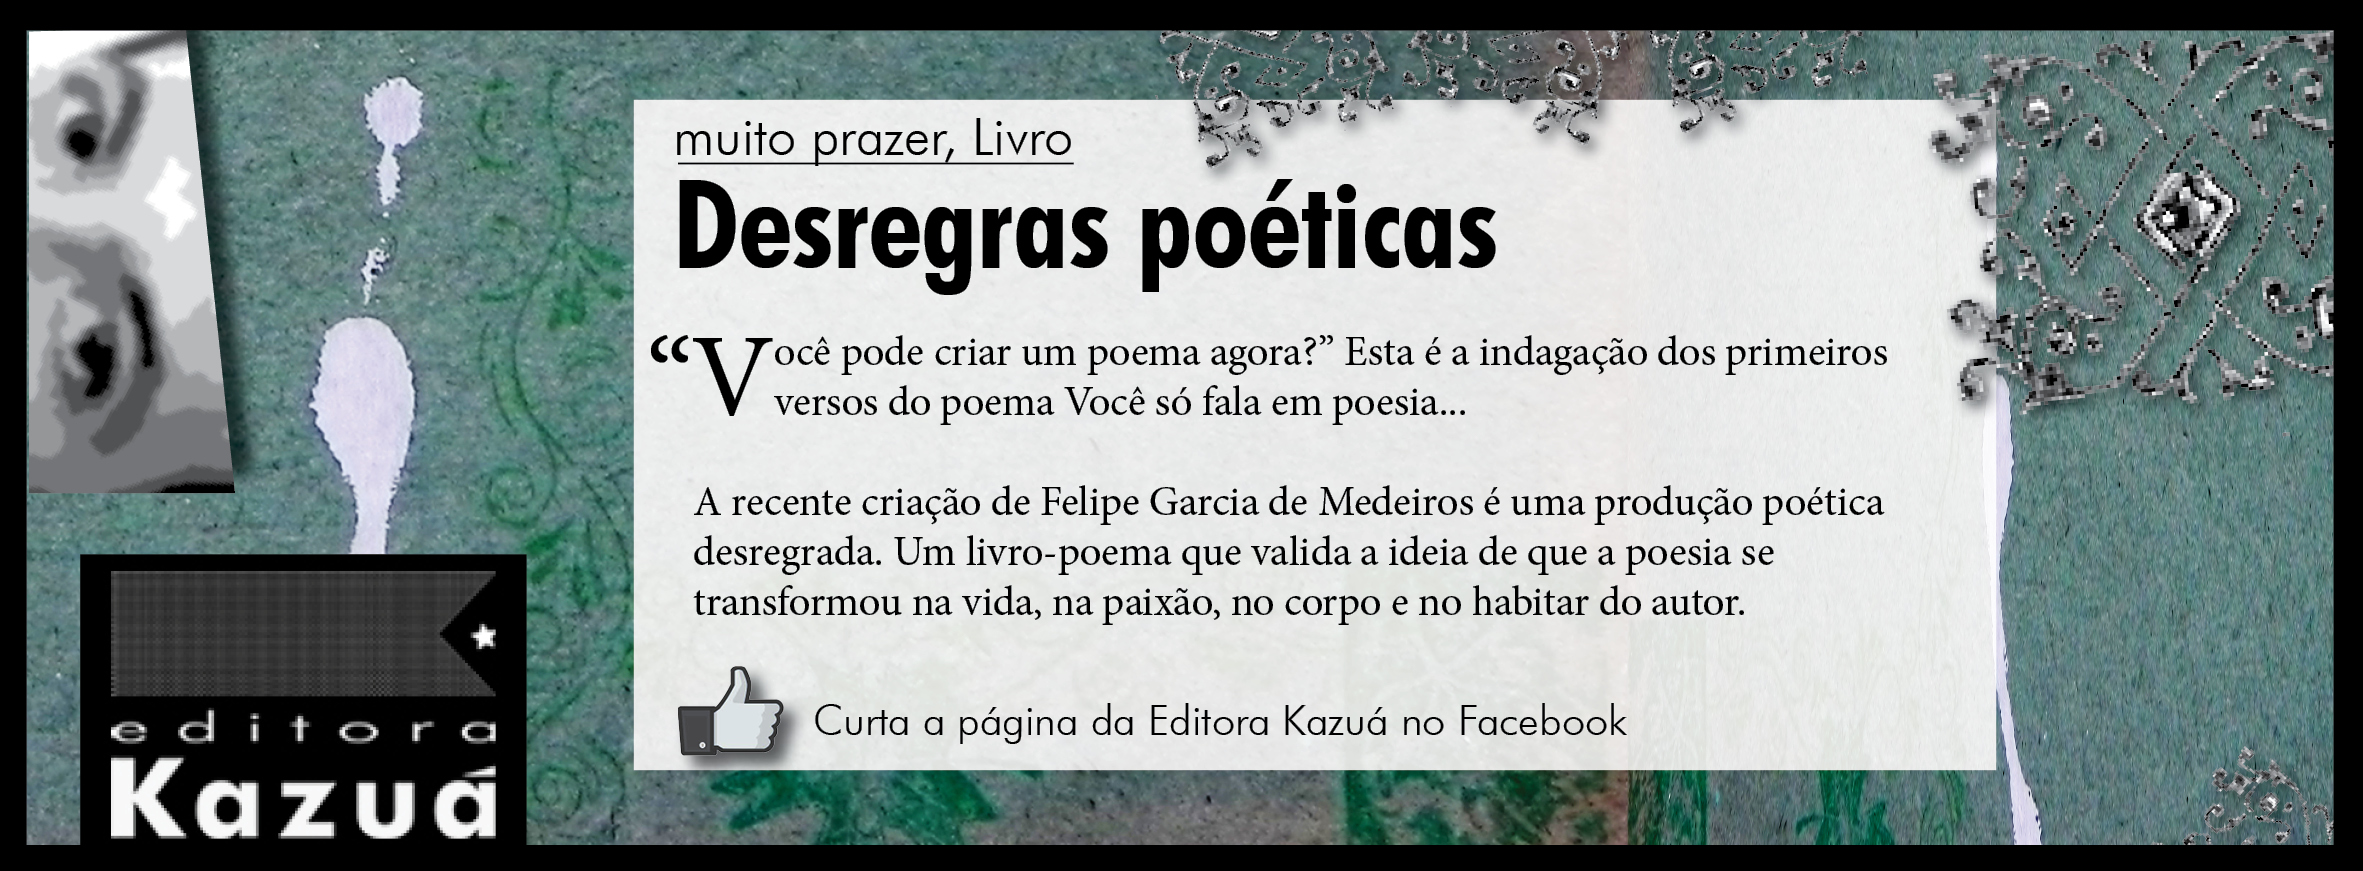 muito prazer, Livro
Desregras poéticas
“Você pode criar um poema agora?” Esta é a indagação dos primeiros
versos do poema Você só fala em poesia...
A recente criação de Felipe Garcia de Medeiros é uma produção poética
desregrada. Um livro-poema que valida a ideia de que a poesia se
transformou na vida, na paixão, no corpo e no habitar do autor.
Curta a página da Editora Kazuá no Facebook
editora
Kazuá